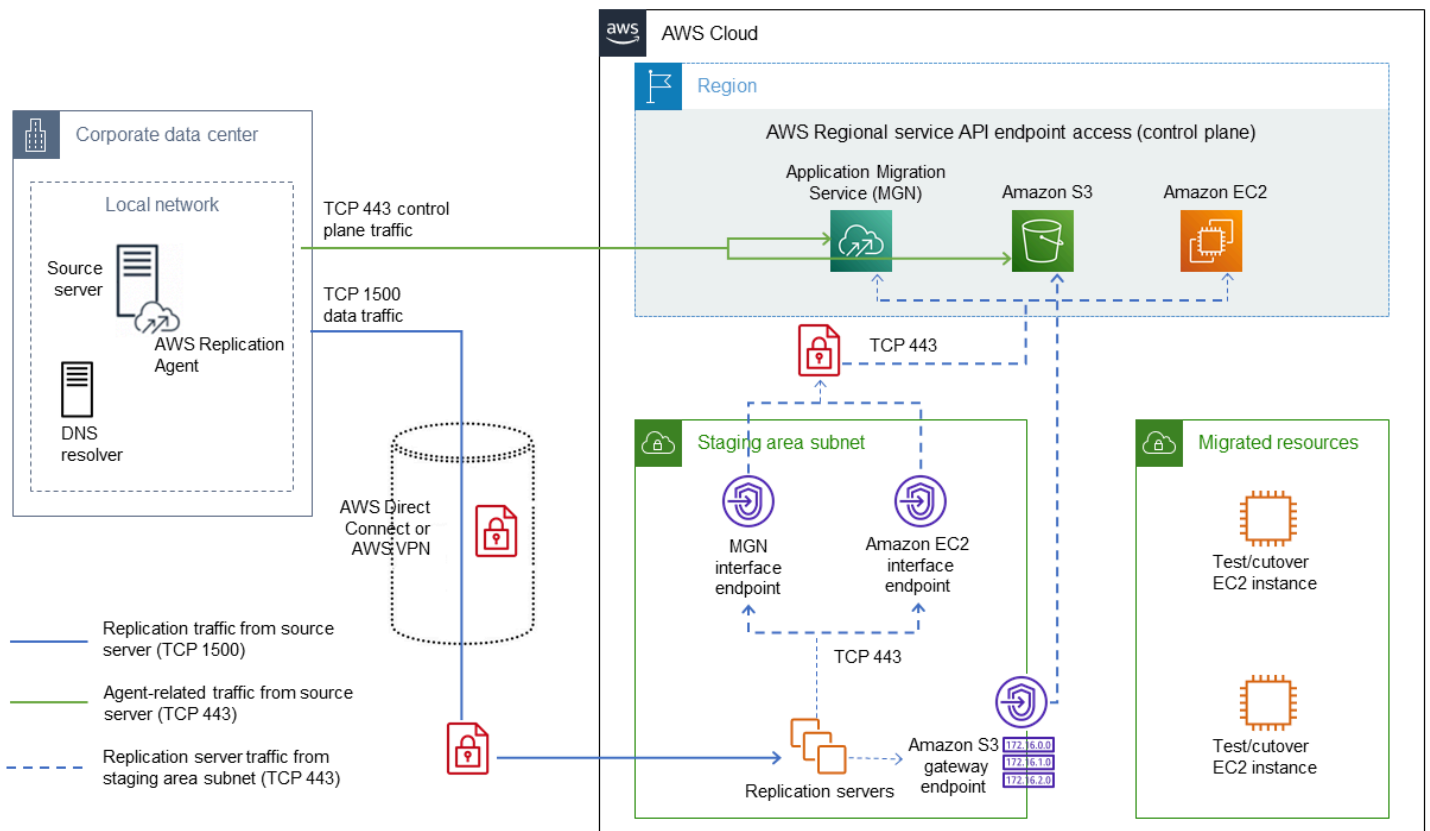 aws
AWS Cloud
Region
AWS Regional service API endpoint access (control plane)
Application Migration
Service (MGN)
Amazon S3
Amazon EC2
Corporate data center
Local network
Source
server
AWS Replication
Agent
DNS
resolver
TCP 443 control
plane traffic
TCP 1500
data traffic
AWS Direct
Connect or
AWS VPN
TCP 443
Staging area subnet
MGN
interface
endpoint
Amazon EC2
interface
endpoint
TCP 443
Replication servers
Amazon S3
gateway
endpoint
172.16.0.0
172.16.1.0
172.16.2.0
Migrated resources
Test/cutover
EC2 instance
Test/cutover
EC2 instance
Replication traffic from source
server (TCP 1500)
Agent-related traffic from source
server (TCP 443)
Replication server traffic from
staging area subnet (TCP 443)